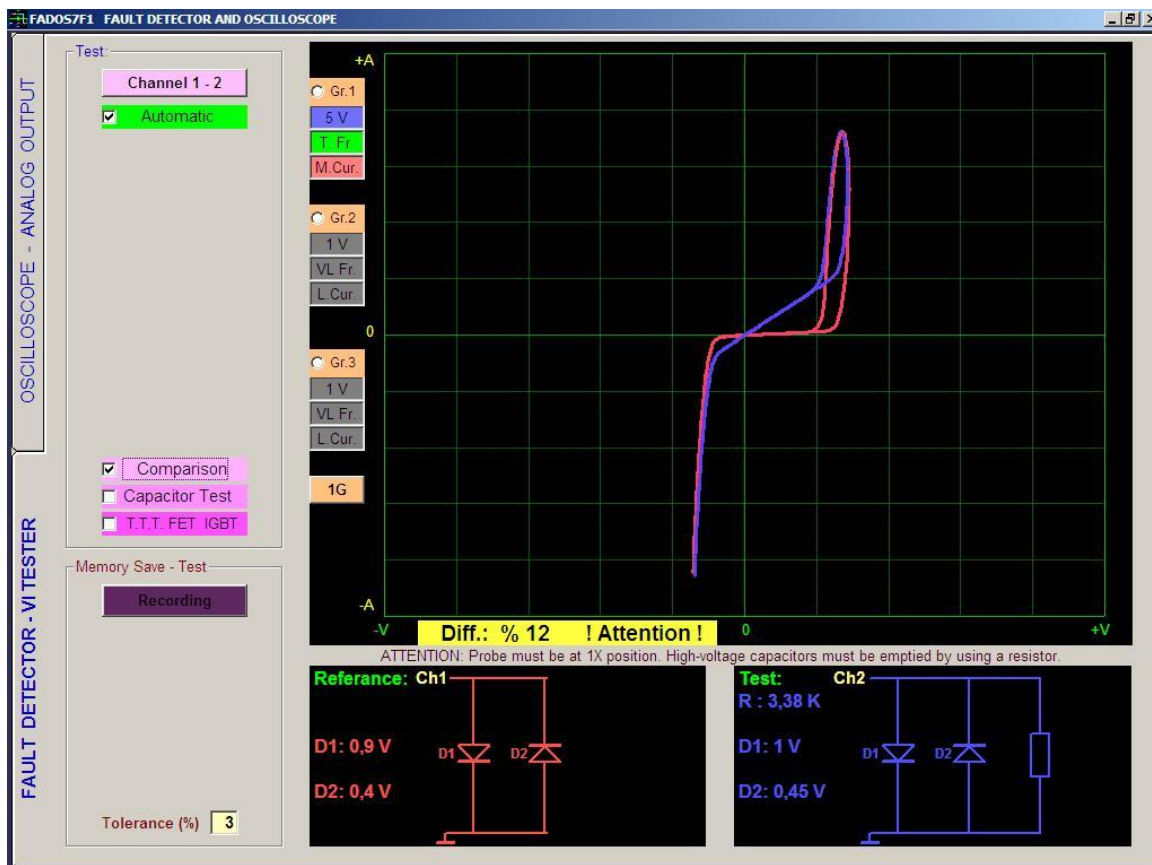 FADOS7F1 FAULT DETECTOR AND OSCILLOSCOPE
OSCILLOSCOPE - ANALOG OUTPUT
FAULT DETECTOR - VI TESTER
Test:
Channel 1 - 2
Automatic
Comparison
Capacitor Test
T.T.T. FET IGBT
Memory Save - Test
Recording
Tolerance (%) 3
+A
Gr.1
5 V
T. Fr.
M.Cur.
Gr.2
1 V
VL Fr.
L.Cur.
0
Gr.3
1 V
VL Fr.
L.Cur.
1G
-A
-V
0
+V
Diff.: % 12 ! Attention !
ATTENTION: Probe must be at 1X position. High-voltage capacitors must be emptied by using a resistor.
Referance: Ch1
D1: 0,9 V
D1
D2
D2: 0,4 V
Test: Ch2
R : 3,38 K
D1: 1 V
D1
D2
D2: 0,45 V